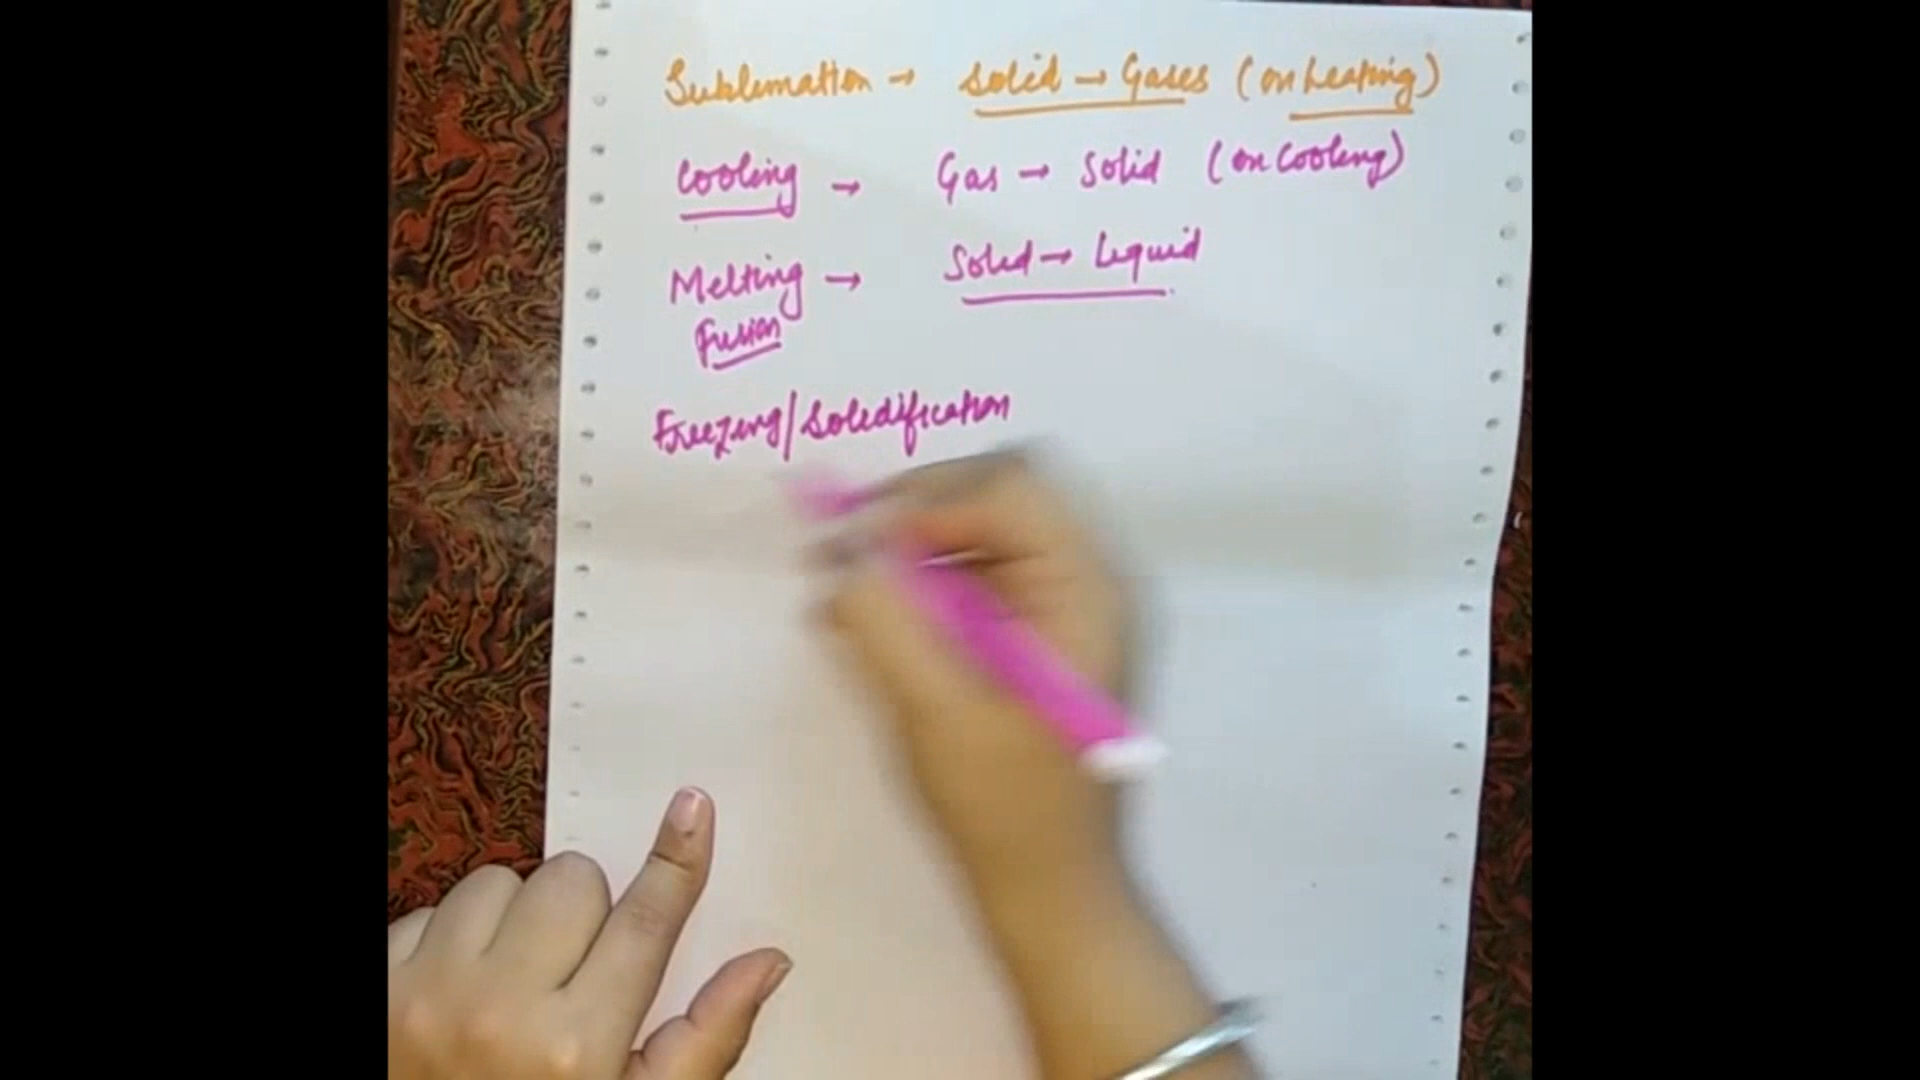 Sublimation → Solid → Gases (on heating)
Cooling → Gas → Solid (on Cooling)
Melting → Solid → Liquid
Fusion
Freezing/Solidification